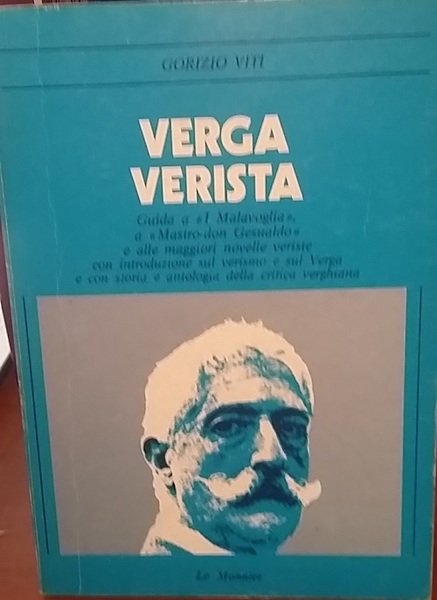 GORIZIO VITI
VERGA
VERISTA
Guida a «I Malavoglia»,
a «Mastro-don Gesualdo»
e alle maggiori novelle veriste
con introduzione sul verismo e sul Verga
e con storia e antologia della critica verghiana
Le Monnier